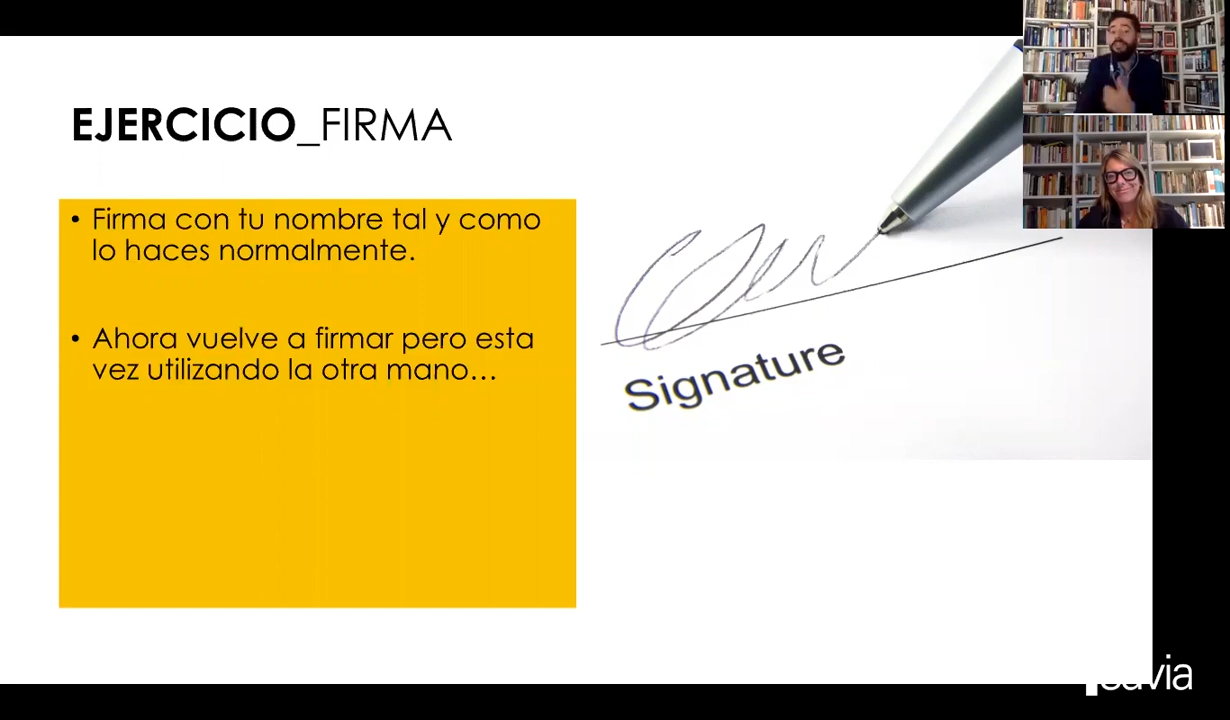 EJERCICIO_FIRMA
• Firma con tu nombre tal y como
lo haces normalmente.
• Ahora vuelve a firmar pero esta
vez utilizando la otra mano…
Signature